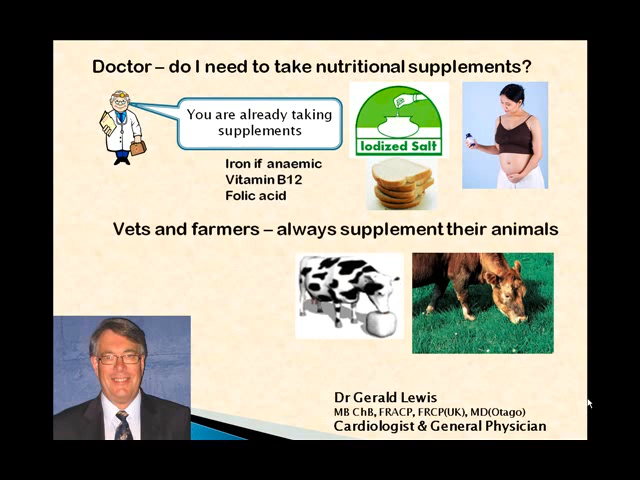 Doctor – do I need to take nutritional supplements?
You are already taking
supplements
Iodized Salt
Iron if anaemic
Vitamin B12
Folic acid
Vets and farmers – always supplement their animals
Dr Gerald Lewis
MB ChB, FRACP, FRCP(UK), MD(Otago)
Cardiologist & General Physician